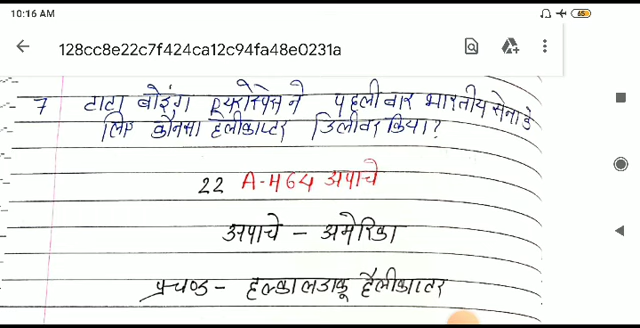 10:16 AM 65
128cc8e22c7f424ca12c94fa48e0231a
7 टाटा बोइंग एयरोस्पेस ने पहली बार भारतीय सेना के
लिए कौनसा हेलीकाप्टर डिलीवर किया?
22 A-H64 अपाचे
अपाचे - अमेरिका
प्रचण्ड - हल्का लडाकू हैलीकाप्टर